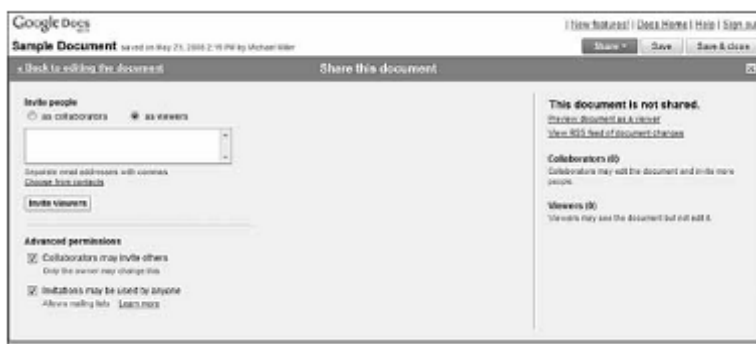 Google Docs
New features! | Docs Home | Help | Sign out
Sample Document saved on May 23, 2008 2:19 PM by Michael Miller
Share Save Save & close
« Back to editing the document Share this document
Invite people
as collaborators as viewers
Separate email addresses with commas.
Choose from contacts
Invite viewers
Advanced permissions
Collaborators may invite others
Only the owner may change this
Invitations may be used by anyone
Allows mailing lists Learn more
This document is not shared.
Preview document as a viewer
View RSS feed of document changes
Collaborators (0)
Collaborators may edit the document and invite more
people.
Viewers (0)
Viewers may see the document but not edit it.